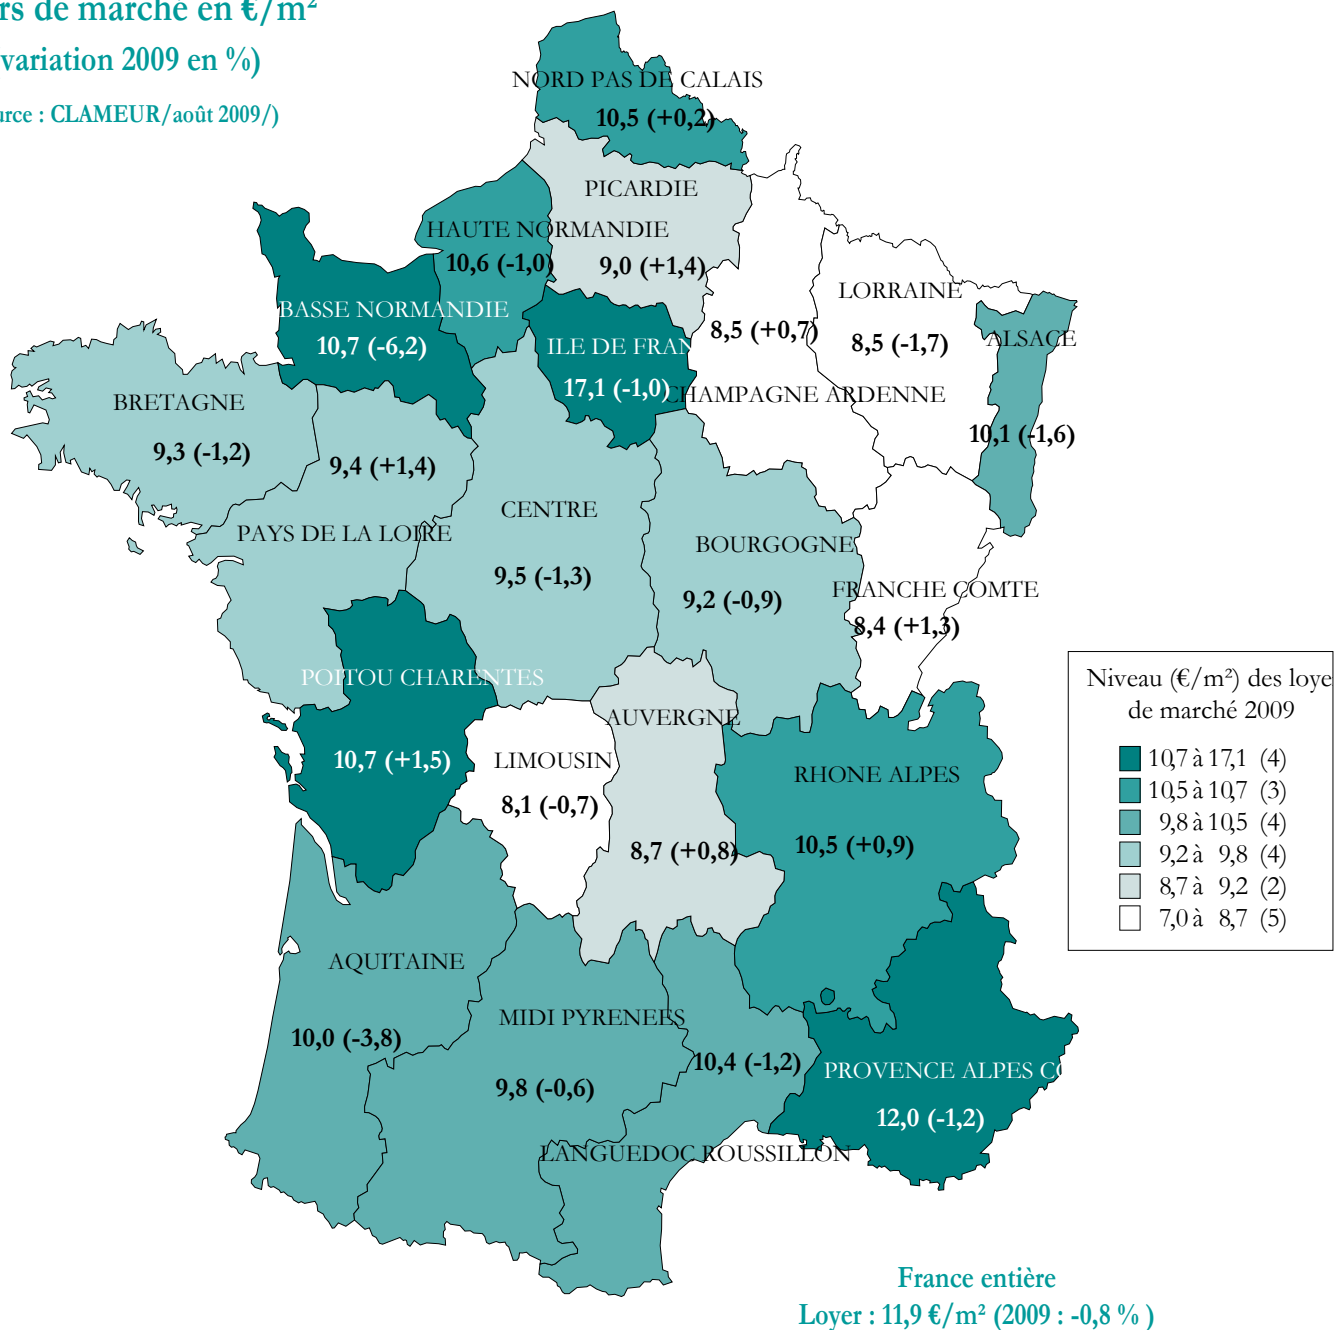 rs de marché en €/m²
variation 2009 en %)
urce : CLAMEUR/août 2009/)
NORD PAS DE CALAIS
10,5 (+0,2)
PICARDIE
9,0 (+1,4)
HAUTE NORMANDIE
10,6 (-1,0)
BASSE NORMANDIE
10,7 (-6,2)
ILE DE FRAN
17,1 (-1,0)
8,5 (+0,7)
CHAMPAGNE ARDENNE
LORRAINE
8,5 (-1,7)
ALSACE
10,1 (-1,6)
BRETAGNE
9,3 (-1,2)
9,4 (+1,4)
PAYS DE LA LOIRE
CENTRE
9,5 (-1,3)
BOURGOGNE
9,2 (-0,9)
FRANCHE COMTE
8,4 (+1,3)
POITOU CHARENTES
10,7 (+1,5)
LIMOUSIN
8,1 (-0,7)
AUVERGNE
8,7 (+0,8)
RHONE ALPES
10,5 (+0,9)
AQUITAINE
10,0 (-3,8)
MIDI PYRENEES
9,8 (-0,6)
10,4 (-1,2)
LANGUEDOC ROUSSILLON
PROVENCE ALPES CO
12,0 (-1,2)
Niveau (€/m²) des loye
de marché 2009
10,7 à 17,1 (4)
10,5 à 10,7 (3)
9,8 à 10,5 (4)
9,2 à 9,8 (4)
8,7 à 9,2 (2)
7,0 à 8,7 (5)
France entière
Loyer : 11,9 €/m² (2009 : -0,8 % )